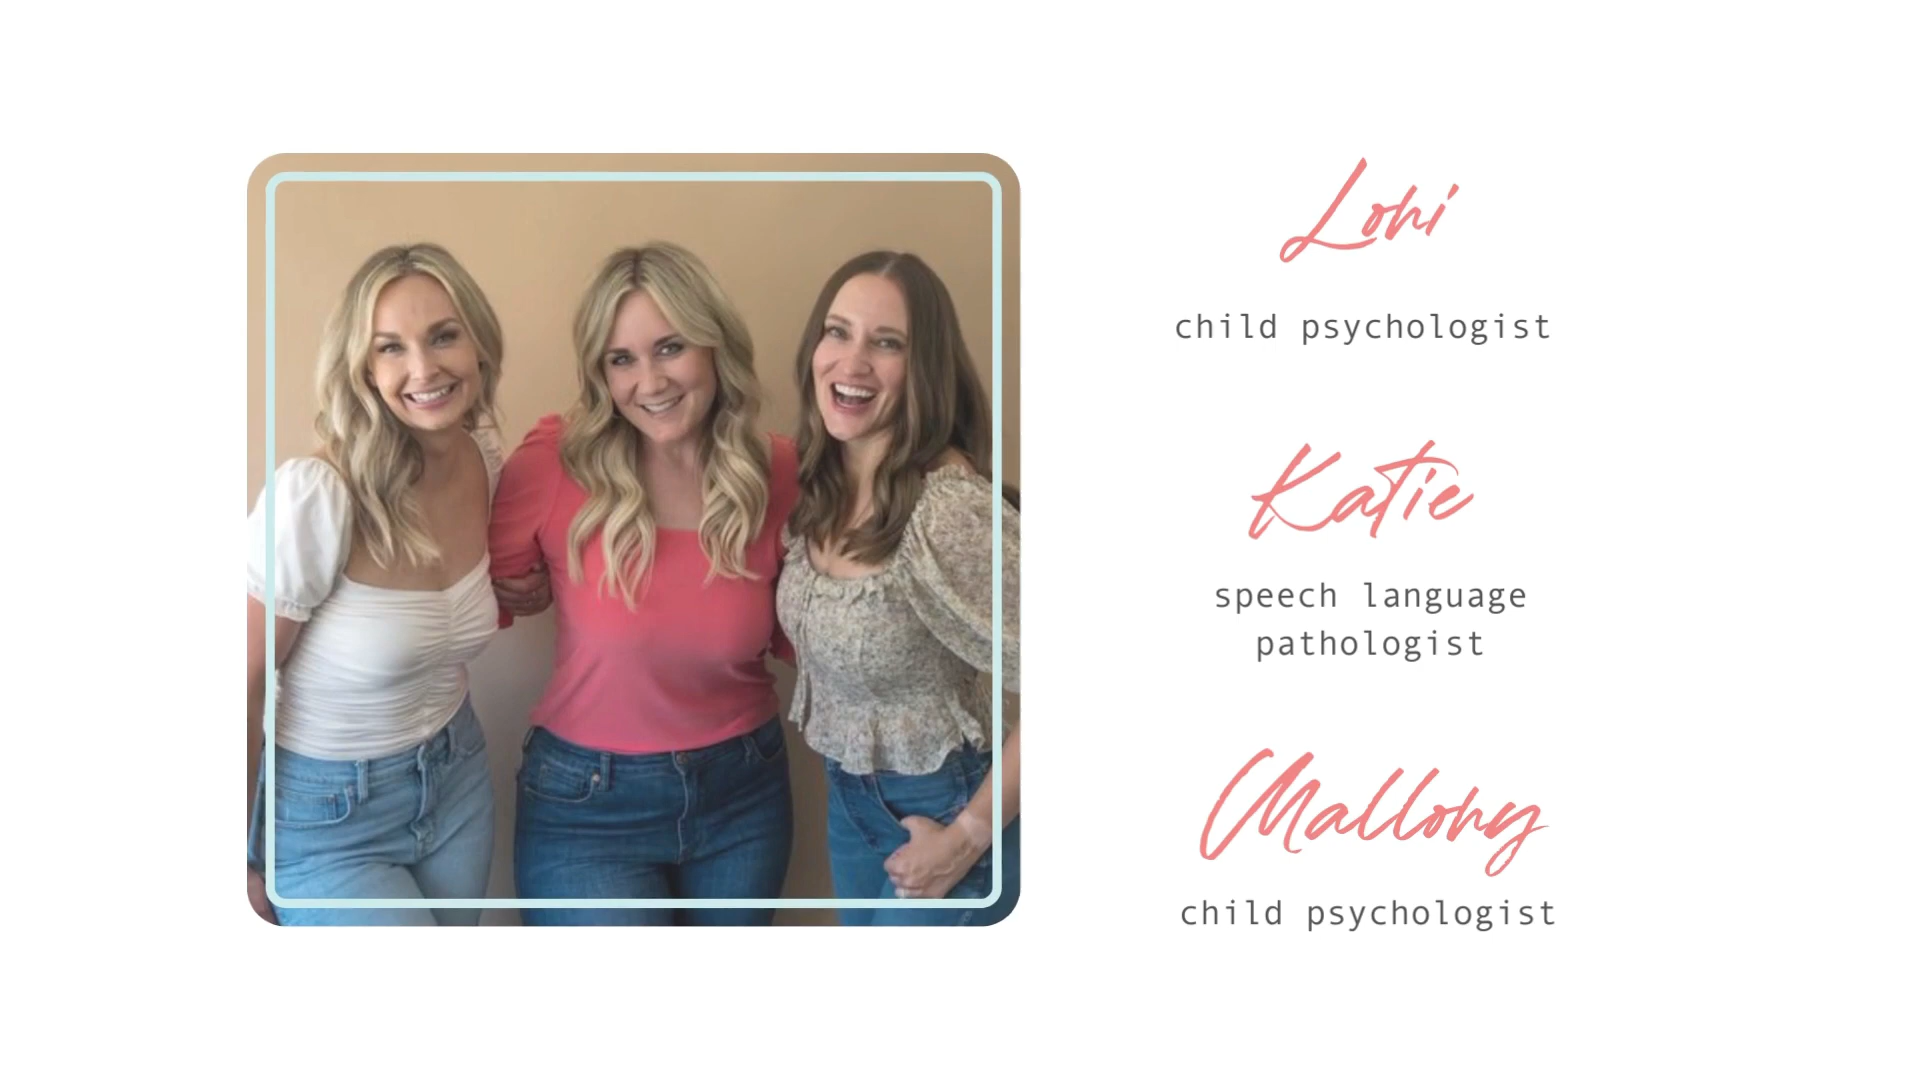 Lori
child psychologist
Katie
speech language
pathologist
Mallory
child psychologist